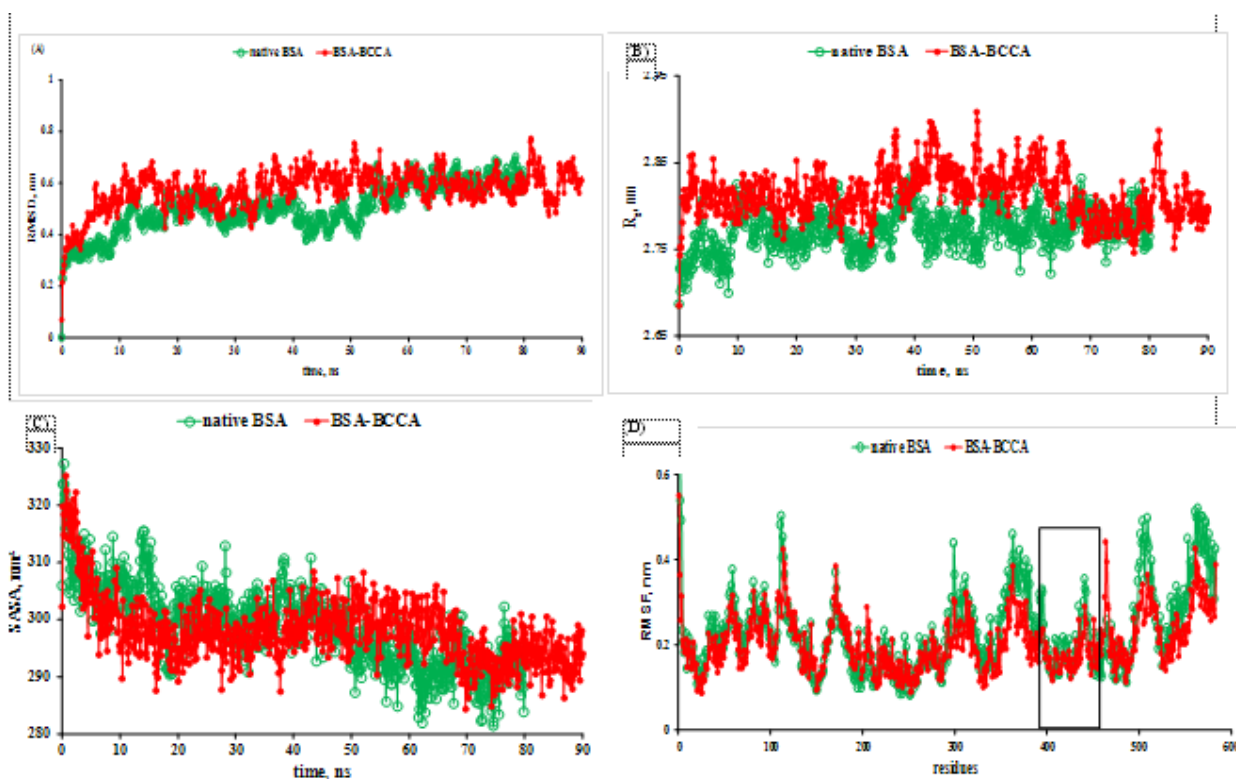 (A)
native BSA BSA-BCCA
RMSD, nm
1
0.8
0.6
0.4
0.2
0
0 10 20 30 40 50 60 70 80 90
time, ns
B)
native BSA BSA-BCCA
Rg, nm
2.95
2.85
2.75
2.65
0 10 20 30 40 50 60 70 80 90
time, ns
C)
native BSA BSA-BCCA
SASA, nm²
330
320
310
300
290
280
0 10 20 30 40 50 60 70 80 90
time, ns
D)
native BSA BSA-BCCA
RMSF, nm
0.6
0.4
0.2
0
0 100 200 300 400 500 600
residues